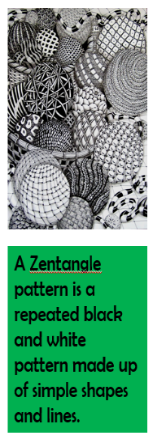 A Zentangle
pattern is a
repeated black
and white
pattern made up
of simple shapes
and lines.